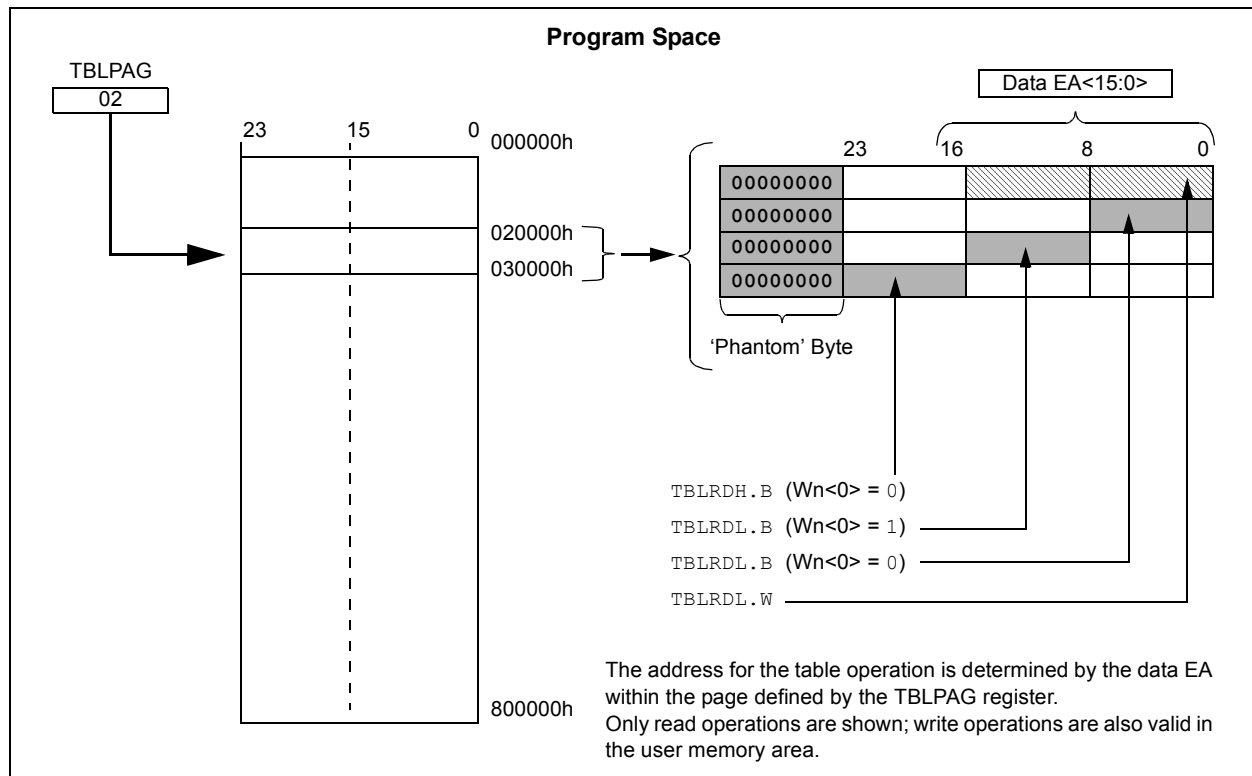 Program Space
TBLPAG
02
Data EA<15:0>
23 15 0
000000h
020000h
030000h
800000h
23 16 8 0
00000000
00000000
00000000
00000000
‘Phantom’ Byte
TBLRDH.B (Wn<0> = 0)
TBLRDL.B (Wn<0> = 1)
TBLRDL.B (Wn<0> = 0)
TBLRDL.W
The address for the table operation is determined by the data EA
within the page defined by the TBLPAG register.
Only read operations are shown; write operations are also valid in
the user memory area.